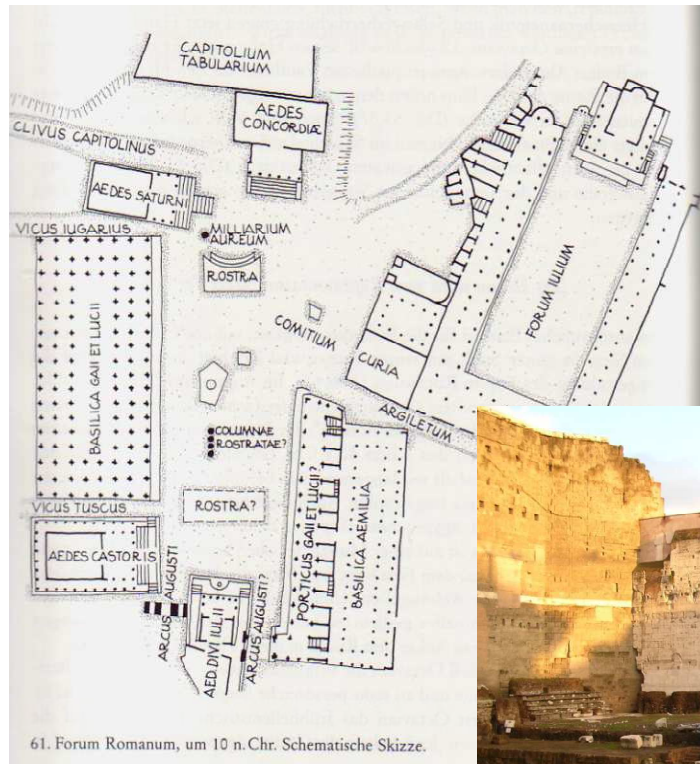 CAPITOLIUM
TABULARIUM
AEDES
CONCORDIÆ
CLIVUS CAPITOLINUS
AEDES SATURNI
VICUS IUGARIUS
MILLIARIUM
AUREUM
ROSTRA
FORUM IULIUM
COMITIUM
CURIA
BASILICA GAII ET LUCII
ARGILETUM
COLUMNAE
ROSTRATAE?
VICUS TUSCUS
ROSTRA?
PORTICUS GAII ET LUCII?
BASILICA AEMILIA
AEDES CASTORIS
ARCUS AUGUSTI
AED. DIVI IULII
ARCUS AUGUSTI?
61. Forum Romanum, um 10 n. Chr. Schematische Skizze.